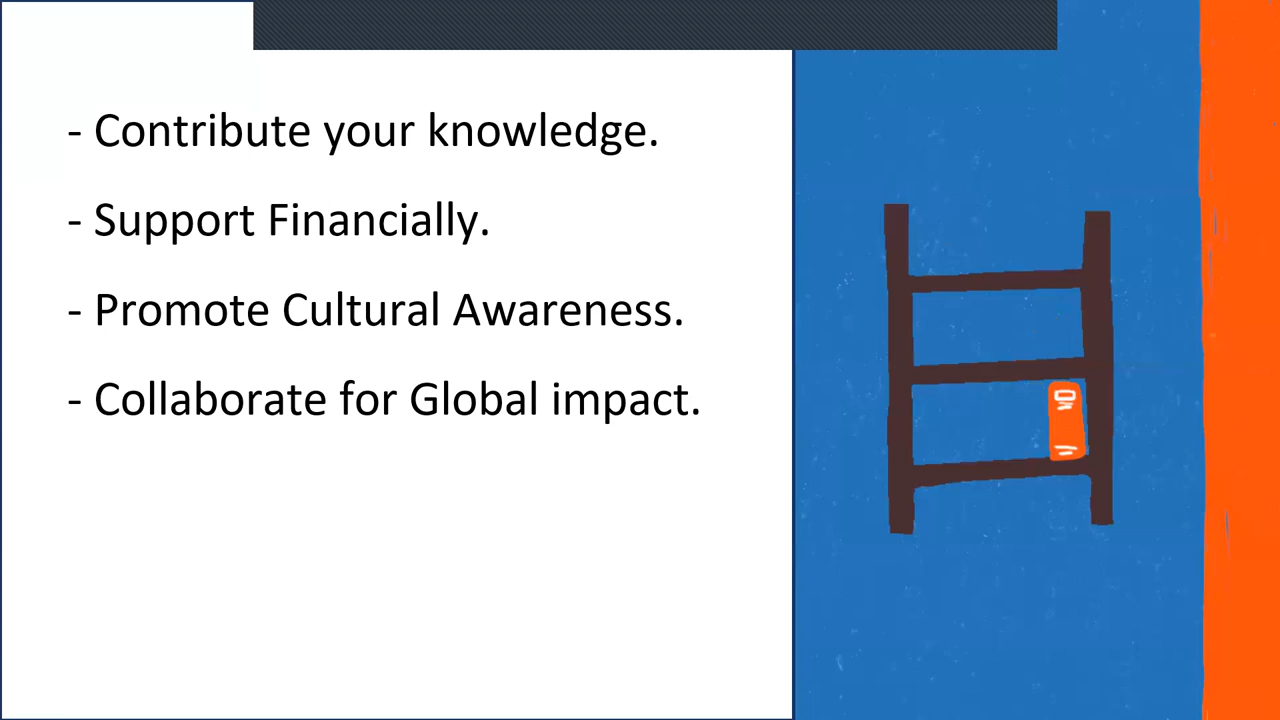 - Contribute your knowledge.
- Support Financially.
- Promote Cultural Awareness.
- Collaborate for Global impact.